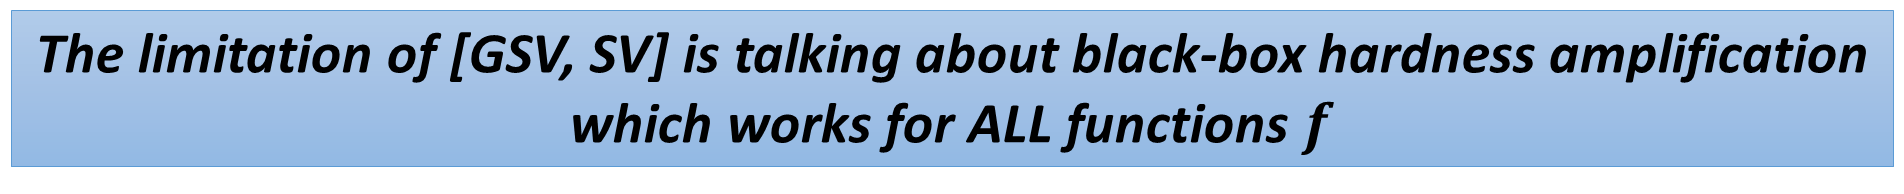 The limitation of [GSV, SV] is talking about black-box hardness amplification
which works for ALL functions f